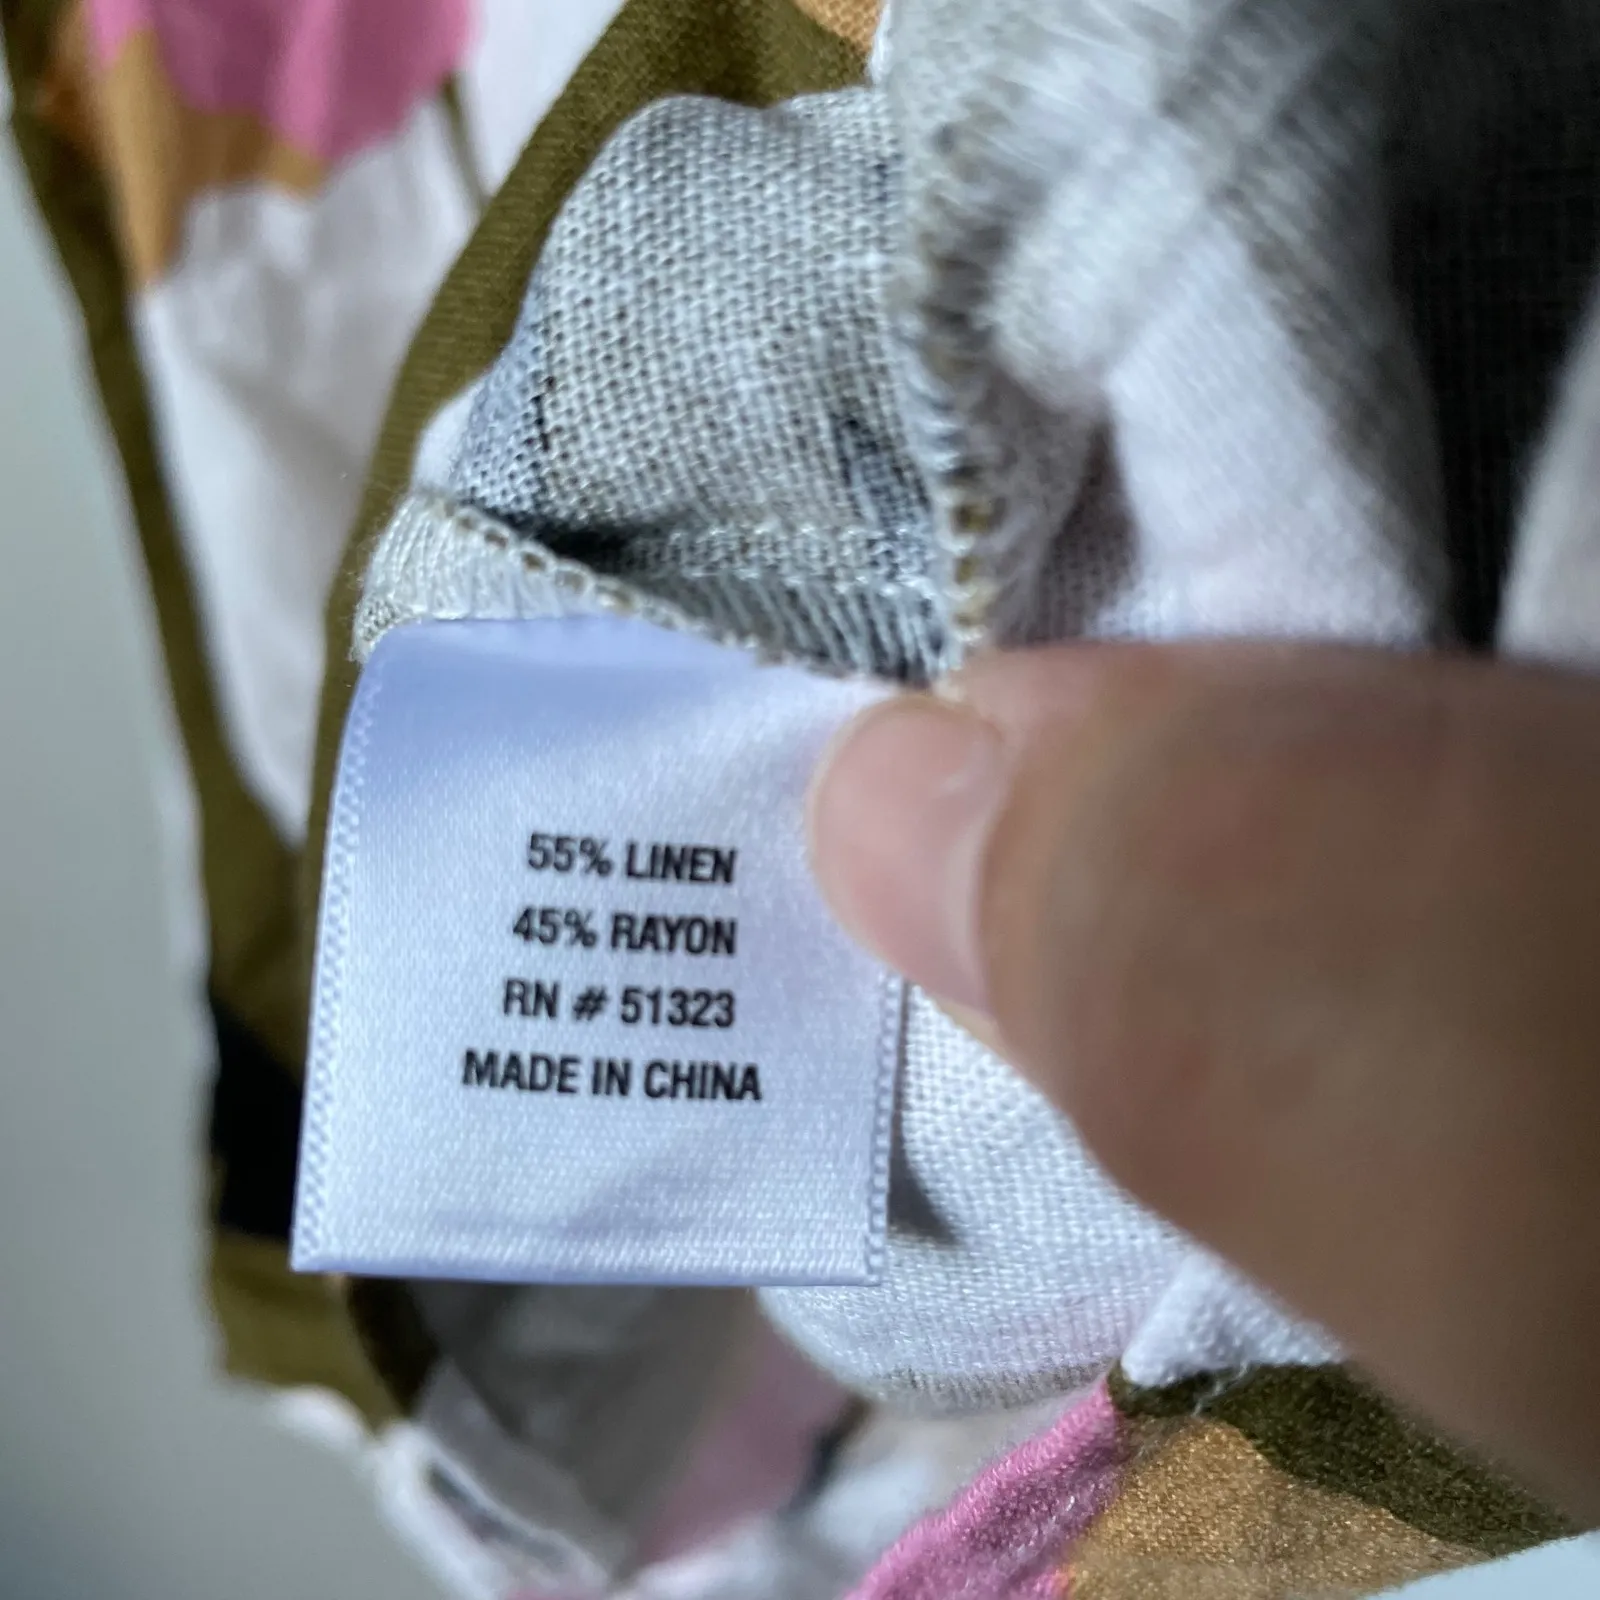 55% LINEN
45% RAYON
RN # 51323
MADE IN CHINA